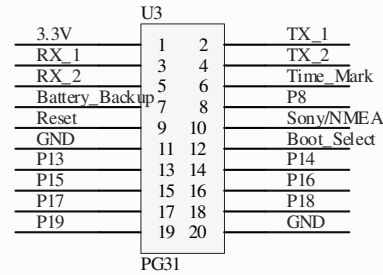 U3
3.3V 1 2 TX_1
RX_1 3 4 TX_2
RX_2 5 6 Time_Mark
Battery_Backup 7 8 P8
Reset 9 10 Sony/NMEA
GND 11 12 Boot_Select
P13 13 14 P14
P15 15 16 P16
P17 17 18 P18
P19 19 20 GND
PG31